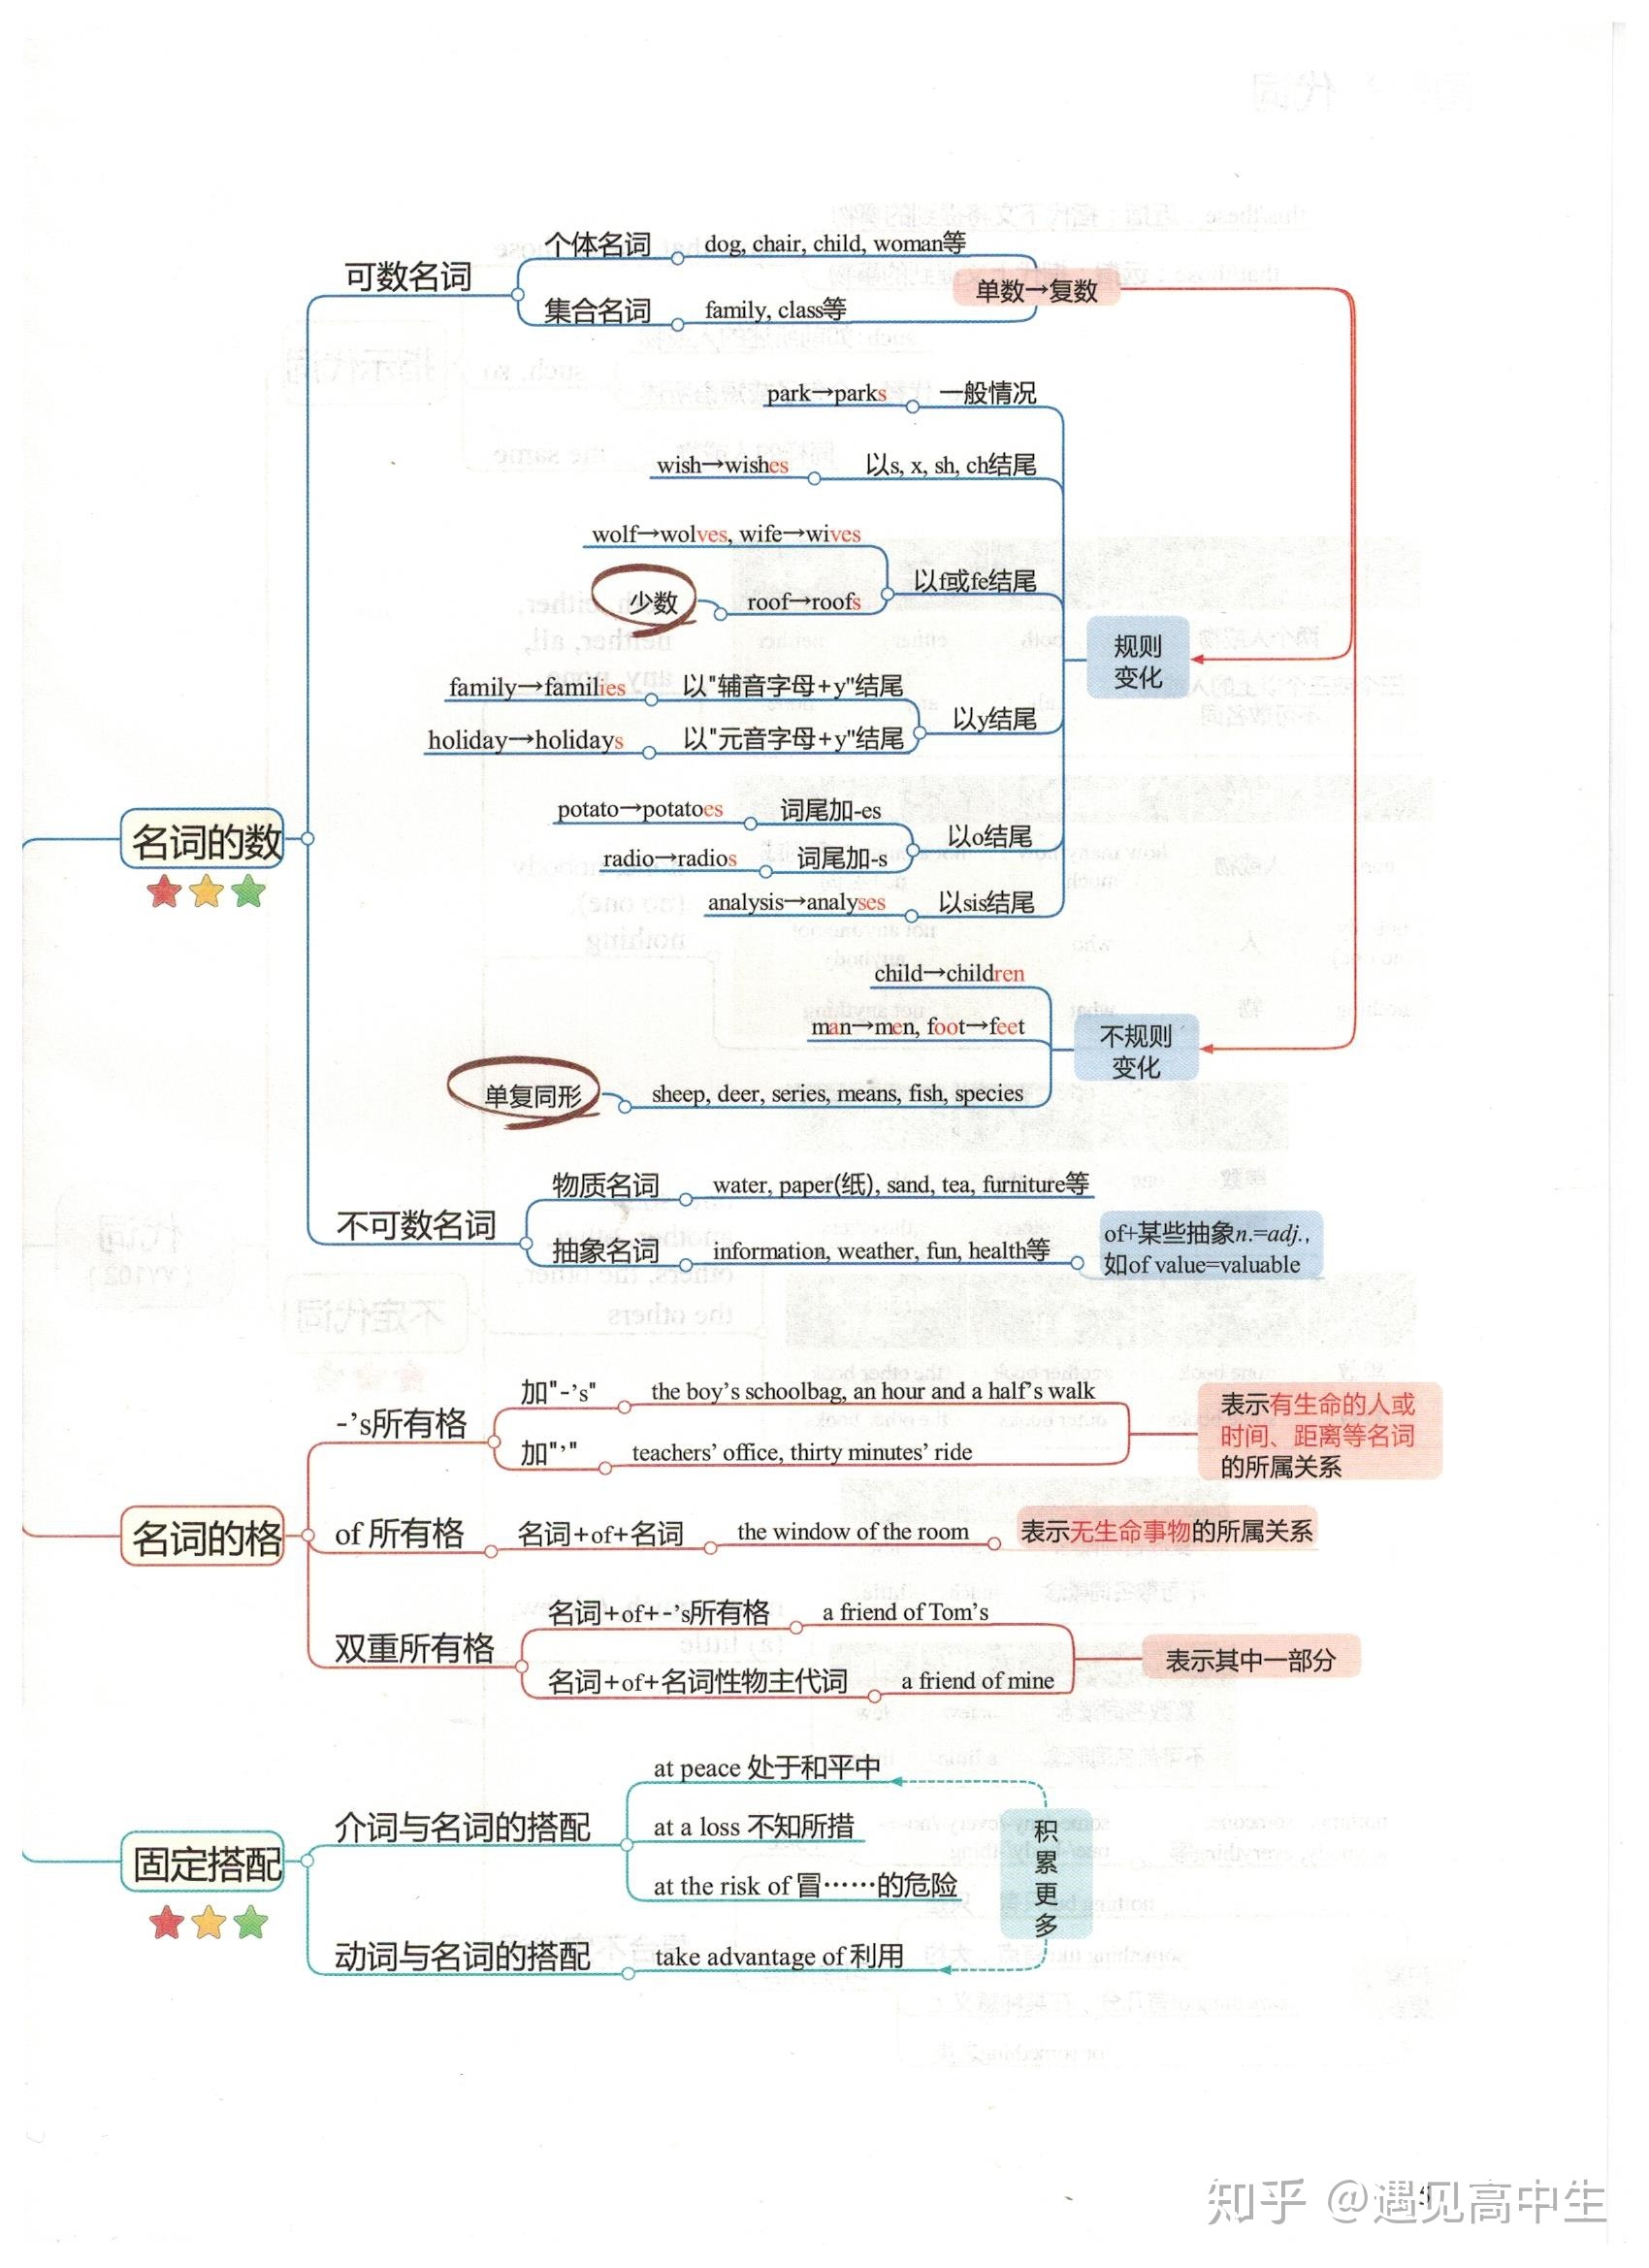 可数名词
个体名词
dog, chair, child, woman等
集合名词
family, class等
单数→复数
park→parks
一般情况
wish→wishes
以s, x, sh, ch结尾
wolf→wolves, wife→wives
少数
roof→roofs
以f或fe结尾
规则
变化
family→families
以"辅音字母+y"结尾
holiday→holidays
以"元音字母+y"结尾
以y结尾
名词的数
potato→potatoes
词尾加-es
radio→radios
词尾加-s
以o结尾
analysis→analyses
以sis结尾
child→children
man→men, foot→feet
不规则
变化
单复同形
sheep, deer, series, means, fish, species
不可数名词
物质名词
water, paper(纸), sand, tea, furniture等
抽象名词
information, weather, fun, health等
of+某些抽象n.=adj.,
如of value=valuable
名词的格
-’s所有格
加"-’s"
the boy’s schoolbag, an hour and a half’s walk
加"’"
teachers’ office, thirty minutes’ ride
表示有生命的人或
时间、距离等名词
的所属关系
of 所有格
名词+of+名词
the window of the room
表示无生命事物的所属关系
双重所有格
名词+of+-’s所有格
a friend of Tom’s
名词+of+名词性物主代词
a friend of mine
表示其中一部分
固定搭配
介词与名词的搭配
at peace 处于和平中
at a loss 不知所措
at the risk of 冒……的危险
动词与名词的搭配
take advantage of 利用
积
累
更
多
知乎 @遇见高中生
5